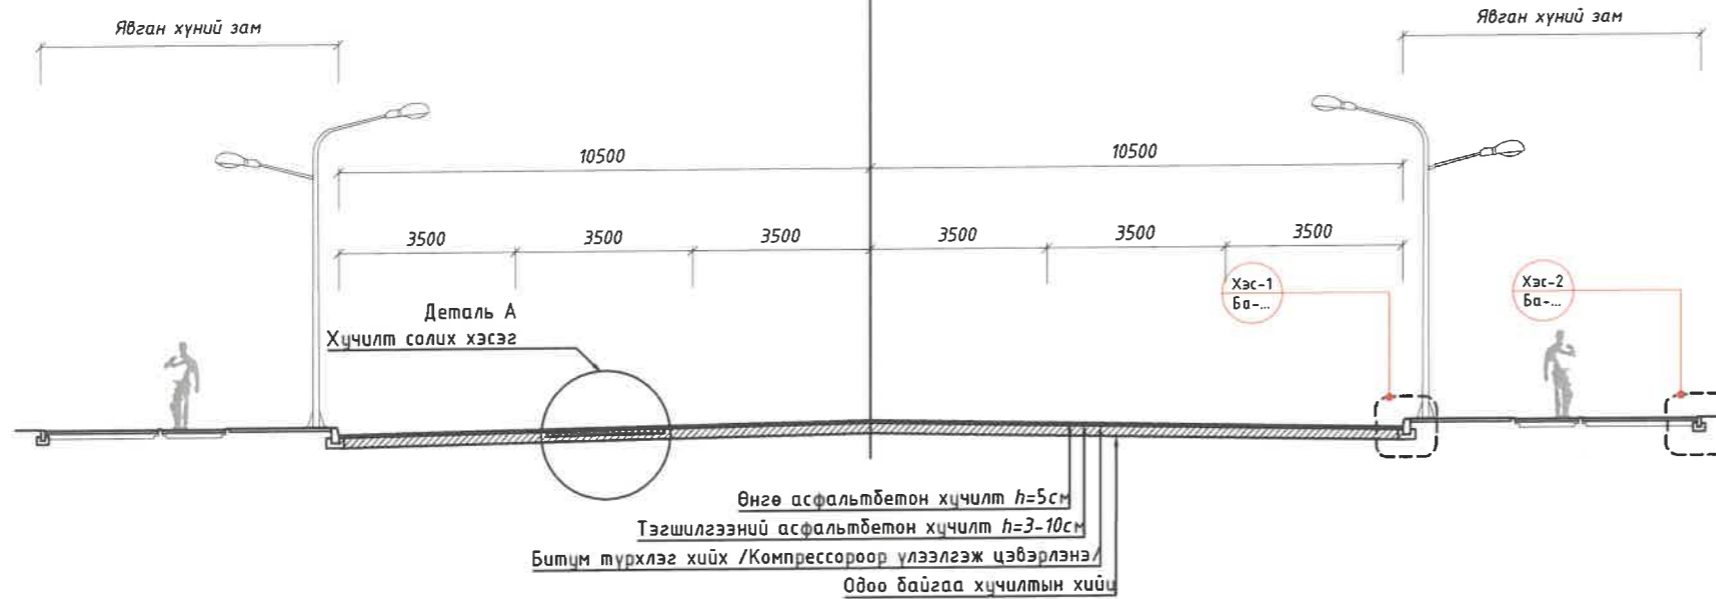 Явган хүний зам
Явган хүний зам
10500
10500
3500
3500
3500
3500
3500
3500
Хэс-1
Ба-...
Хэс-2
Ба-...
Деталь А
Хучилт солих хэсэг
Өнгө асфальтбетон хучилт h=5см
Тэгшилгээний асфальтбетон хучилт h=3-10см
Битум түрхлэг хийх /Компрессороор үлээлгэж цэвэрлэнэ/
Одоо байгаа хучилтын хийц